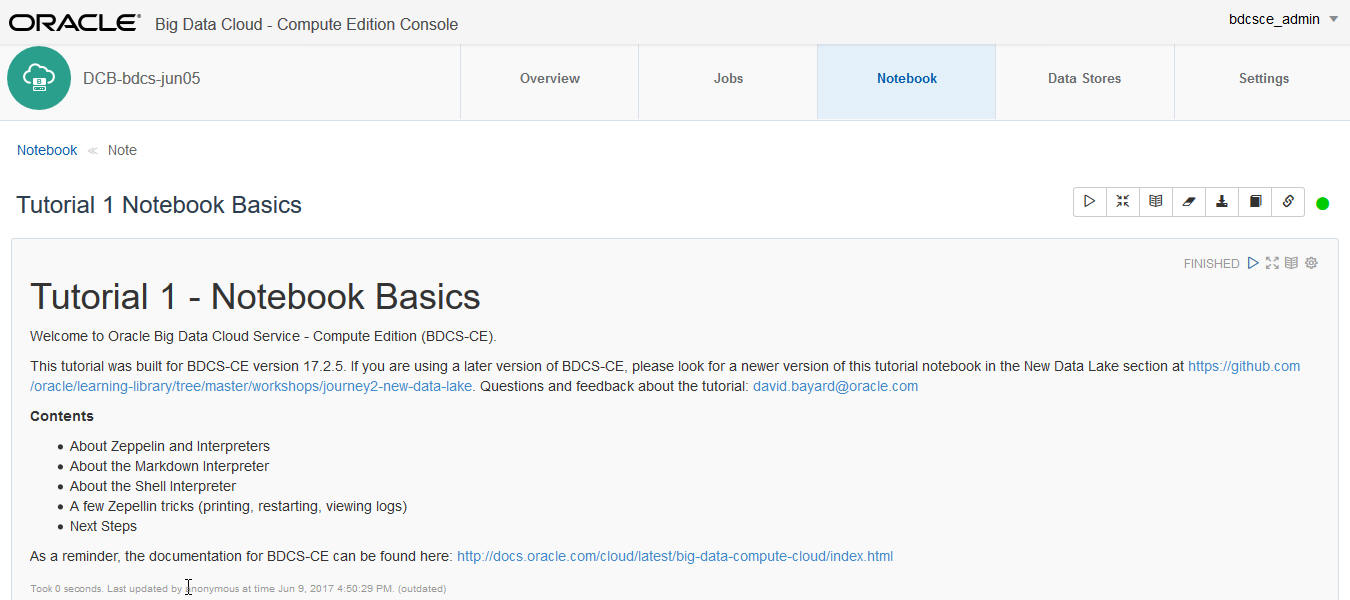 ORACLE Big Data Cloud - Compute Edition Console
bdcsce_admin
DCB-bdcs-jun05
Overview
Jobs
Notebook
Data Stores
Settings
Notebook ≪ Note
Tutorial 1 Notebook Basics
FINISHED
Tutorial 1 - Notebook Basics
Welcome to Oracle Big Data Cloud Service - Compute Edition (BDCS-CE).
This tutorial was built for BDCS-CE version 17.2.5. If you are using a later version of BDCS-CE, please look for a newer version of this tutorial notebook in the New Data Lake section at https://github.com
/oracle/learning-library/tree/master/workshops/journey2-new-data-lake. Questions and feedback about the tutorial: david.bayard@oracle.com
Contents
• About Zeppelin and Interpreters
• About the Markdown Interpreter
• About the Shell Interpreter
• A few Zepellin tricks (printing, restarting, viewing logs)
• Next Steps
As a reminder, the documentation for BDCS-CE can be found here: http://docs.oracle.com/cloud/latest/big-data-compute-cloud/index.html
Took 0 seconds. Last updated by anonymous at time Jun 9, 2017 4:50:29 PM. (outdated)